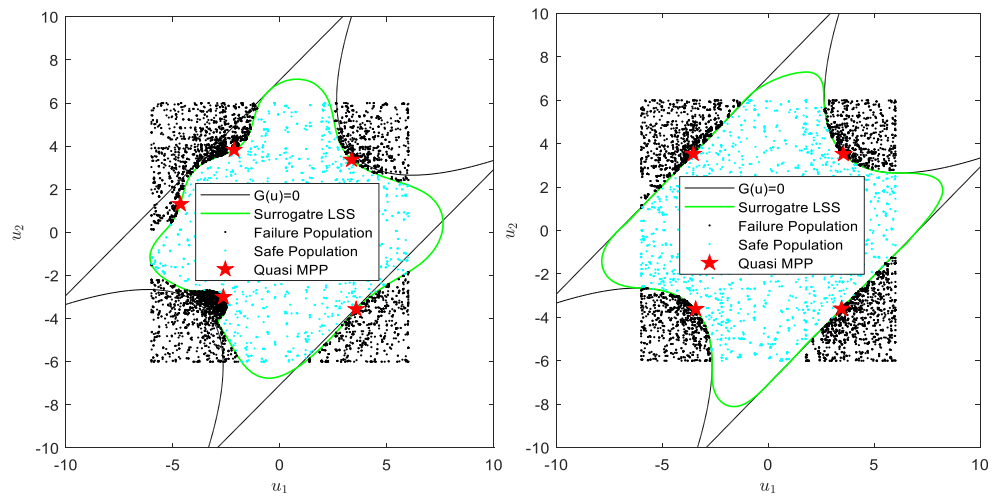 10
8
6
4
2
0
-2
-4
-6
-8
-10
u2
G(u)=0
Surrogatre LSS
Failure Population
Safe Population
Quasi MPP
-10 -5 0 5 10
u1
10
8
6
4
2
0
-2
-4
-6
-8
-10
u2
G(u)=0
Surrogatre LSS
Failure Population
Safe Population
Quasi MPP
-10 -5 0 5 10
u1